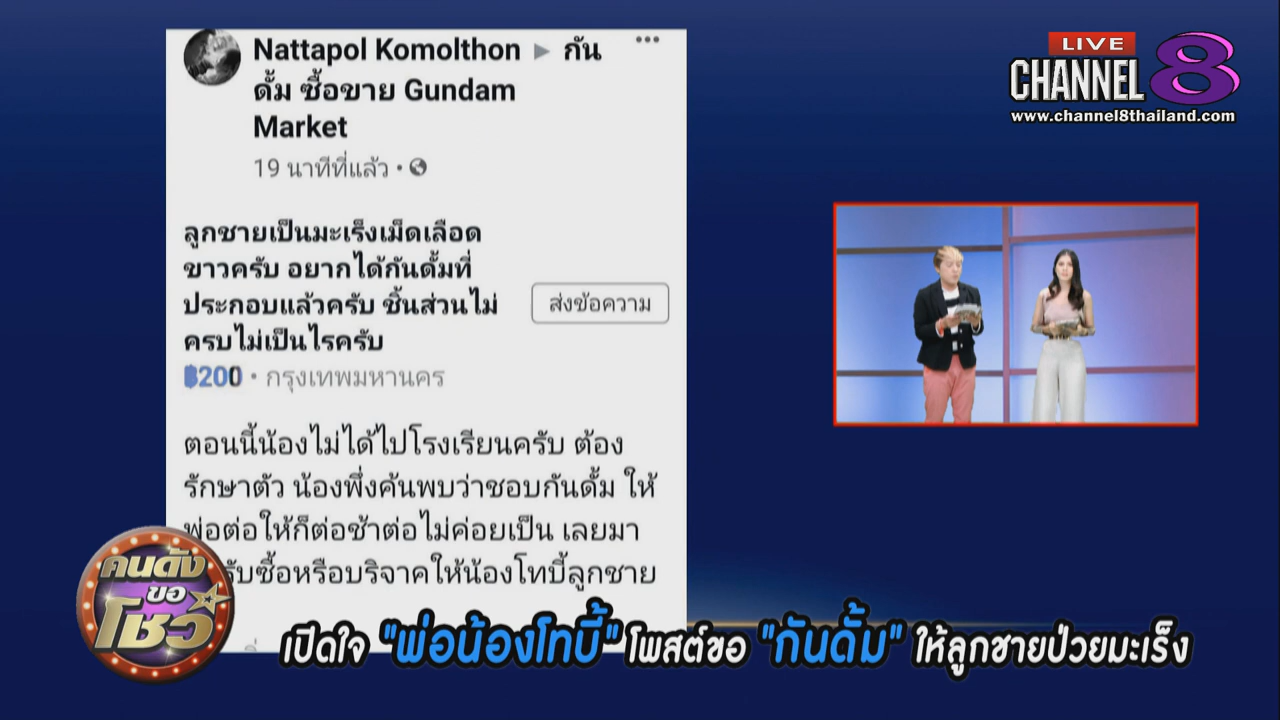 Nattapol Komolthon ▸ กัน
ดั้ม ซื้อขาย Gundam
Market
19 นาทีที่แล้ว •
ลูกชายเป็นมะเร็งเม็ดเลือด
ขาวครับ อยากได้กันดั้มที่
ประกอบแล้วครับ ชิ้นส่วนไม่
ครบไม่เป็นไรครับ
ส่งข้อความ
฿200 • กรุงเทพมหานคร
ตอนนี้น้องไม่ได้ไปโรงเรียนครับ ต้อง
รักษาตัว น้องพึ่งค้นพบว่าชอบกันดั้ม ให้
พ่อต่อให้ก็ต่อช้าต่อไม่ค่อยเป็น เลยมา
รับซื้อหรือบริจาคให้น้องโทบี้ลูกชาย
LIVE
CHANNEL 8
www.channel8thailand.com
คนดัง
ขอ
โชว์
เปิดใจ "พ่อน้องโทบี้" โพสต์ขอ "กันดั้ม" ให้ลูกชายป่วยมะเร็ง